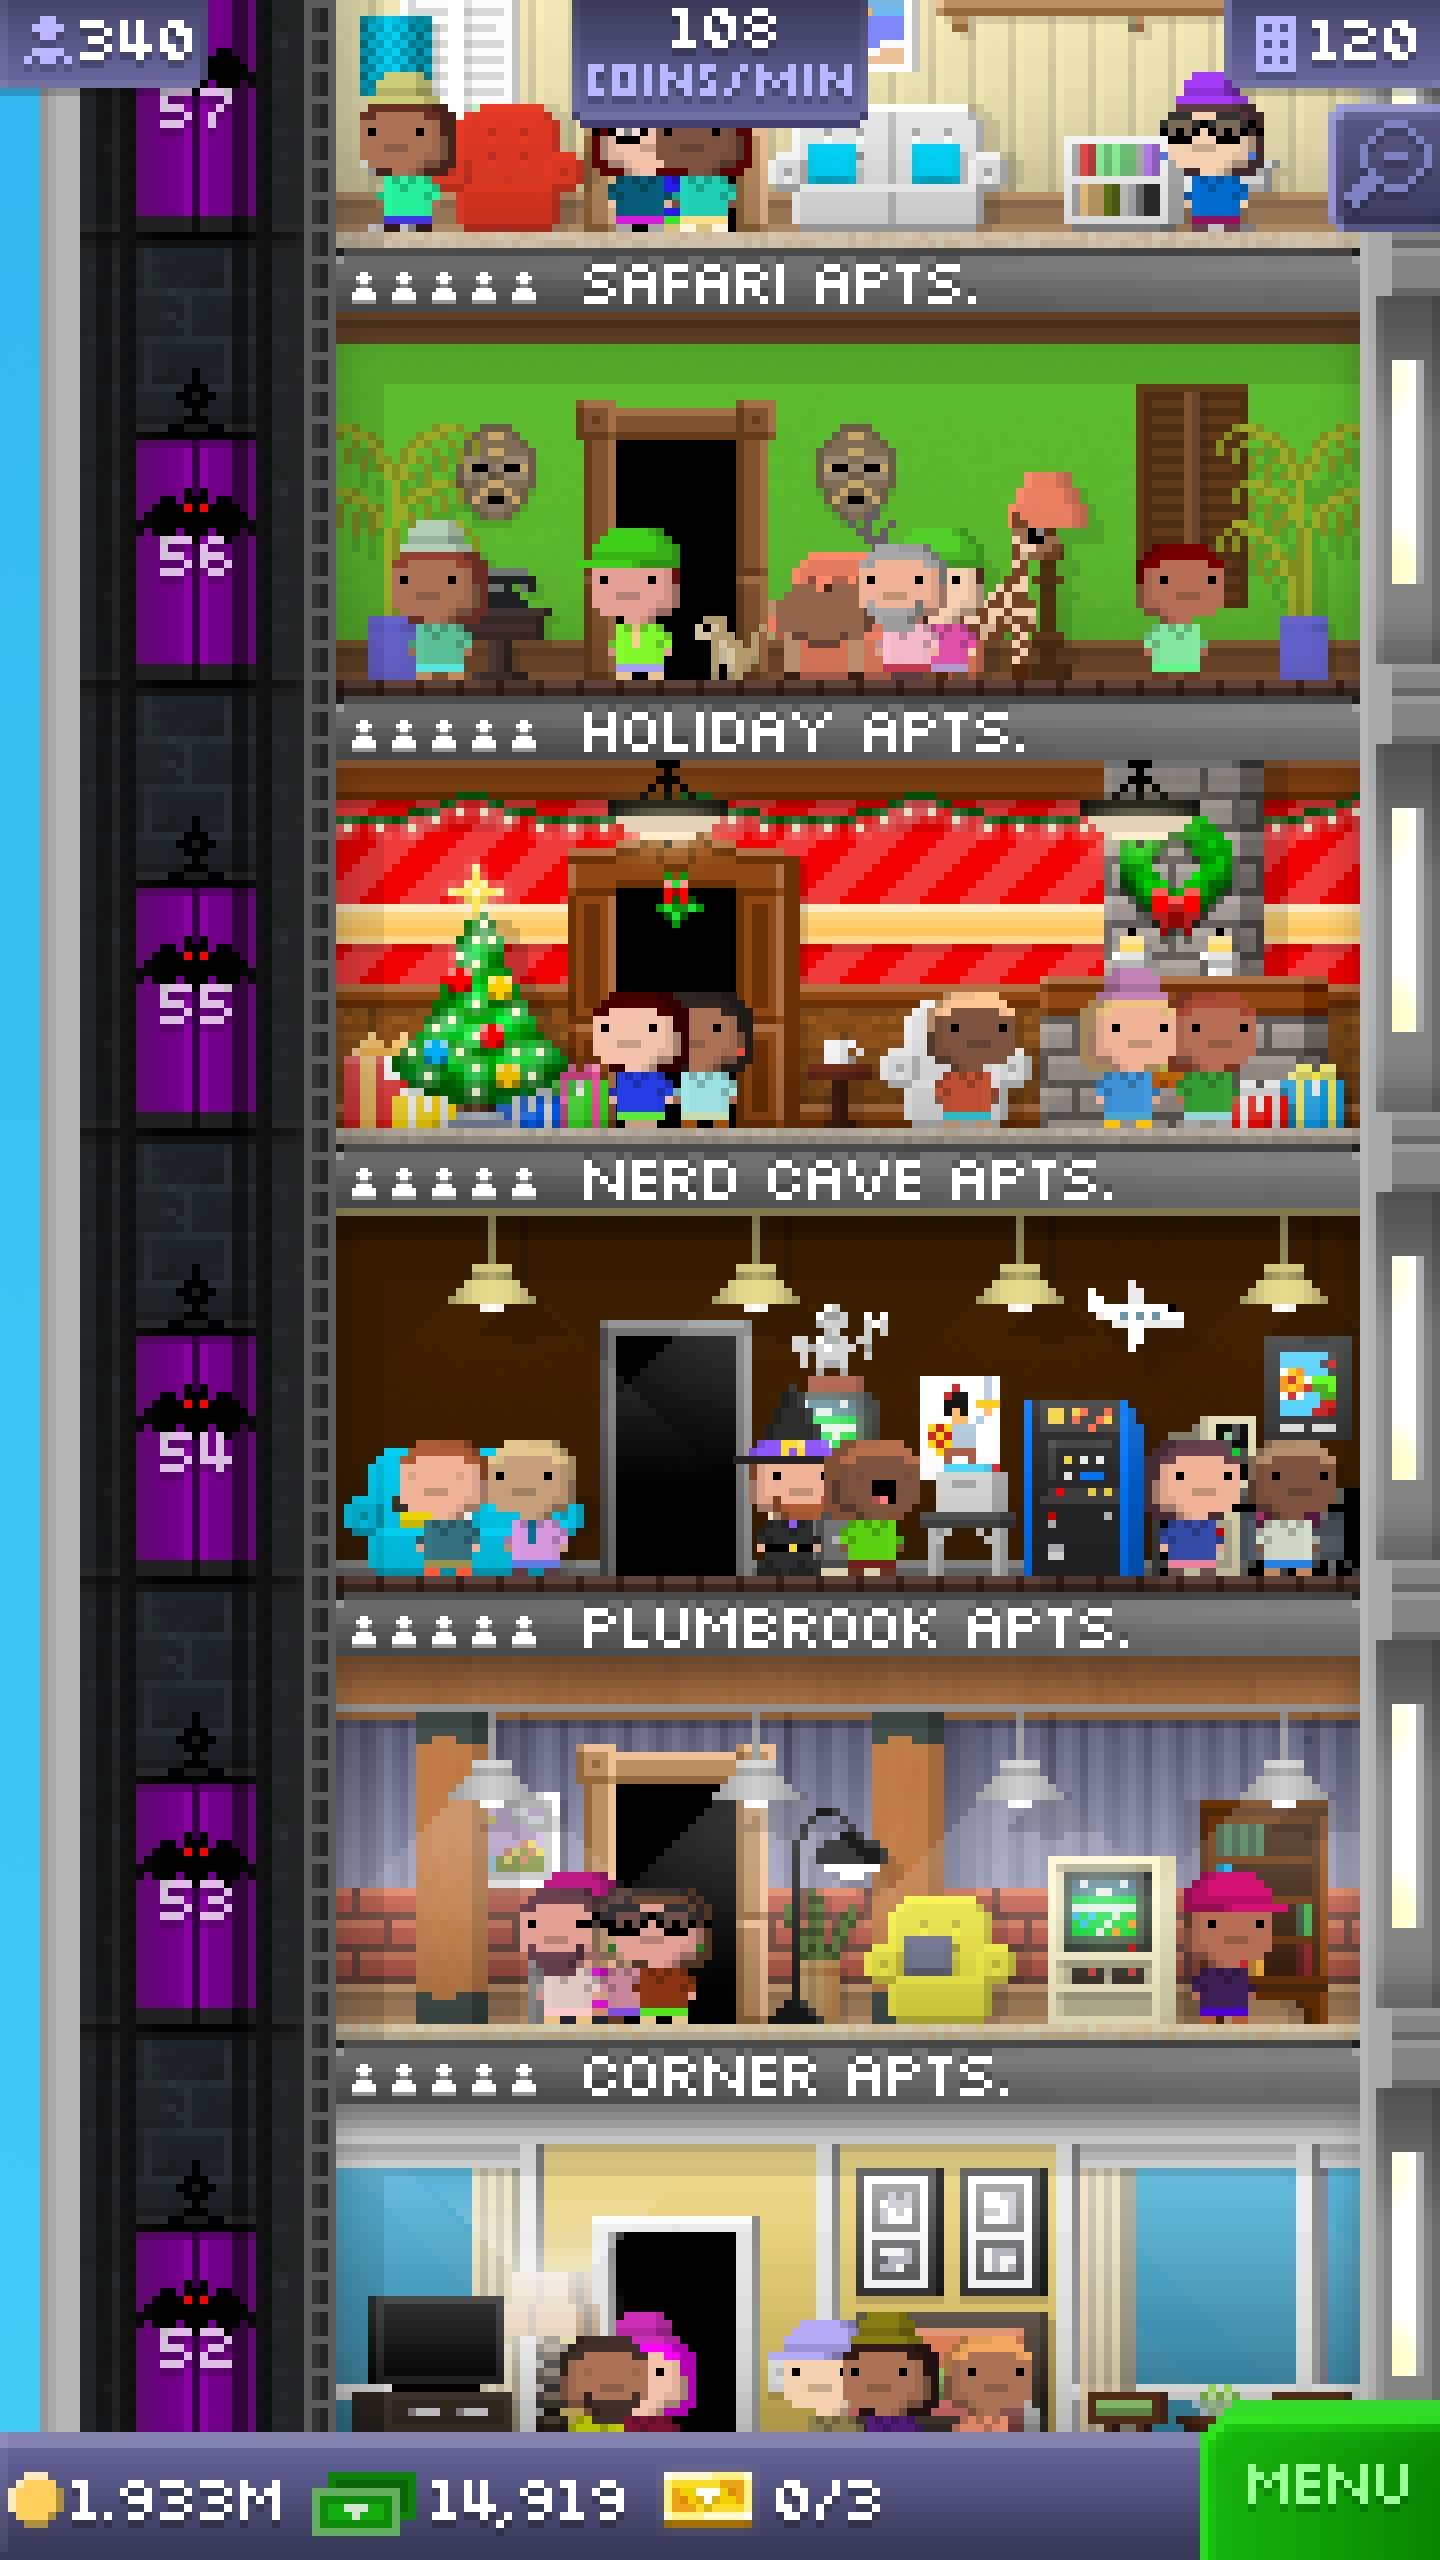 340
108
COINS/MIN
120
57
SAFARI APTS.
56
HOLIDAY APTS.
55
NERD CAVE APTS.
54
PLUMBROOK APTS.
53
CORNER APTS.
52
1.933M
14,919
0/3
MENU